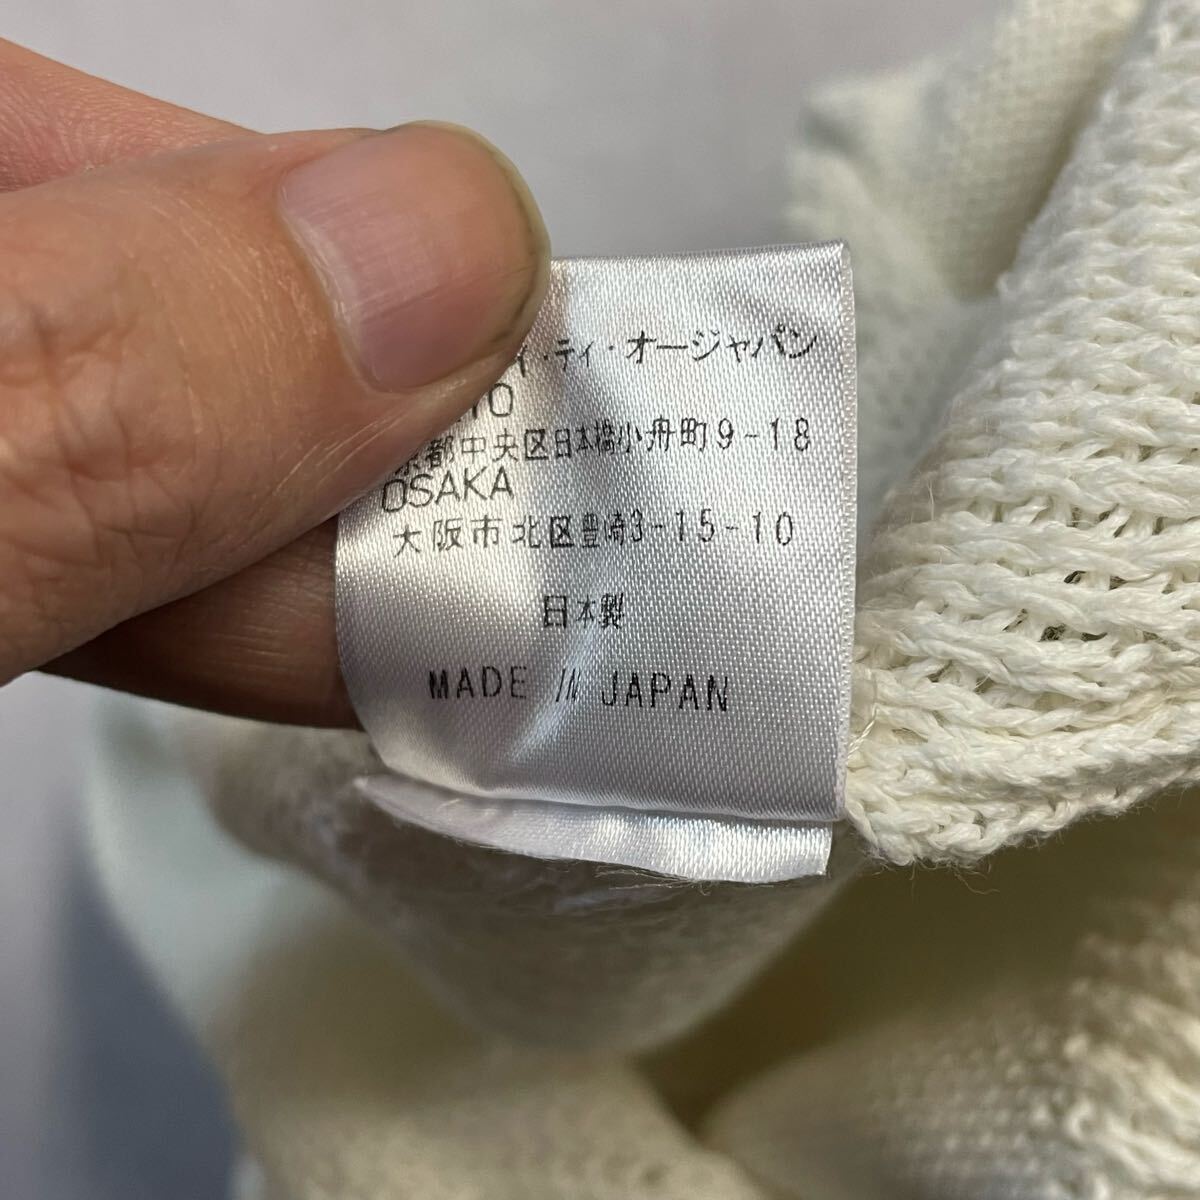 イ・ティ・オージャパン
YO
京都中央区日本橋小舟町9-18
OSAKA
大阪市北区豊崎3-15-10
日本製
MADE IN JAPAN